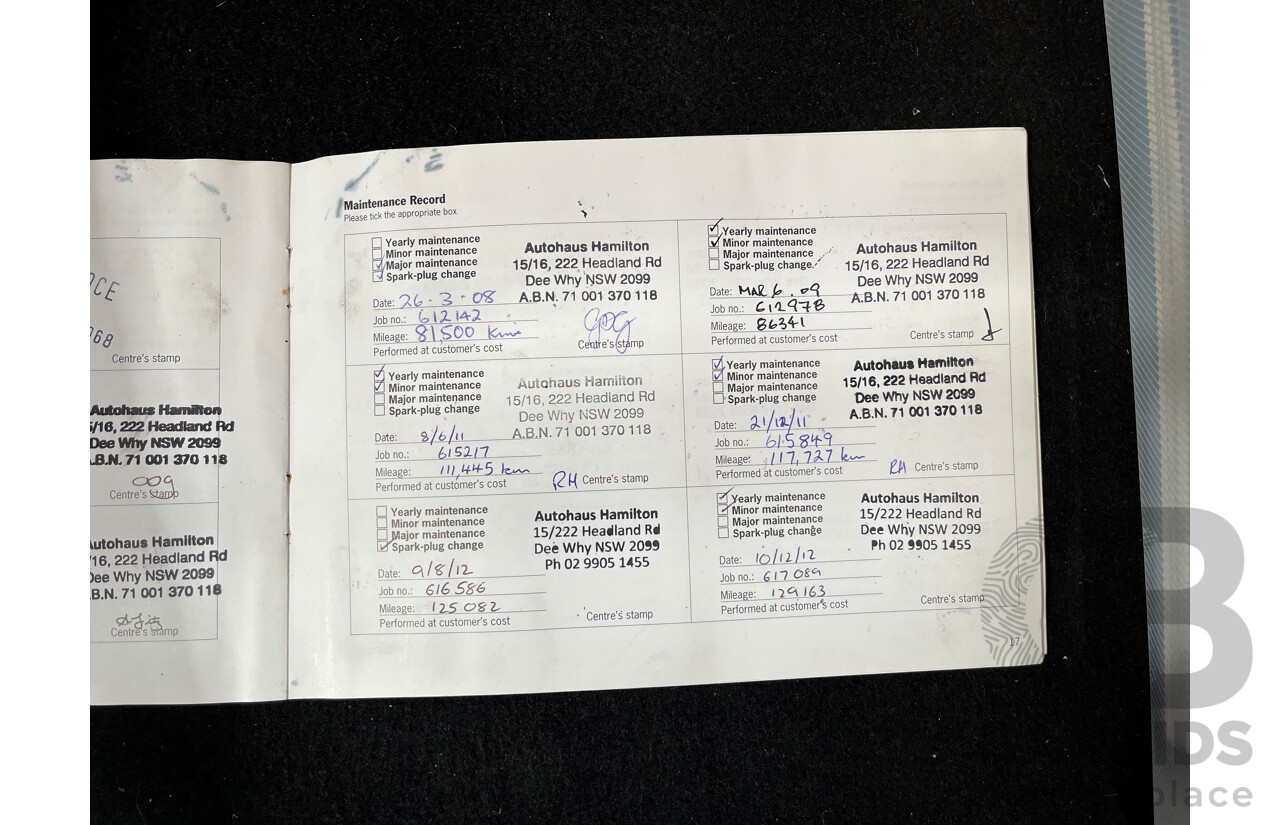 Maintenance Record
Please tick the appropriate box
Yearly maintenance
Minor maintenance
Major maintenance
Spark-plug change
Autohaus Hamilton
15/16, 222 Headland Rd
Dee Why NSW 2099
A.B.N. 71 001 370 118
Date: 26·3·08
Job no.: 612142
Mileage: 81,500 Kms
Performed at customer's cost
Centre's stamp
Yearly maintenance
Minor maintenance
Major maintenance
Spark-plug change
Autohaus Hamilton
15/16, 222 Headland Rd
Dee Why NSW 2099
A.B.N. 71 001 370 118
Date: MAR 6.09
Job no.: 612978
Mileage: 86341
Performed at customer's cost
Centre's stamp
Yearly maintenance
Minor maintenance
Major maintenance
Spark-plug change
Autohaus Hamilton
15/16, 222 Headland Rd
Dee Why NSW 2099
A.B.N. 71 001 370 118
Date: 8/6/11
Job no.: 615217
Mileage: 111,445 km
Performed at customer's cost
RH Centre's stamp
Yearly maintenance
Minor maintenance
Major maintenance
Spark-plug change
Autohaus Hamilton
15/16, 222 Headland Rd
Dee Why NSW 2099
A.B.N. 71 001 370 118
Date: 21/12/11
Job no.: 615849
Mileage: 117,727 km
Performed at customer's cost
RH Centre's stamp
Yearly maintenance
Minor maintenance
Major maintenance
Spark-plug change
Autohaus Hamilton
15/222 Headland Rd
Dee Why NSW 2099
Ph 02 9905 1455
Date: 9/8/12
Job no.: 616586
Mileage: 125082
Performed at customer's cost
Centre's stamp
Yearly maintenance
Minor maintenance
Major maintenance
Spark-plug change
Autohaus Hamilton
15/222 Headland Rd
Dee Why NSW 2099
Ph 02 9905 1455
Date: 10/12/12
Job no.: 617089
Mileage: 129163
Performed at customer's cost
Centre's stamp
17
CE
068
Centre's stamp
Autohaus Hamilton
/16, 222 Headland Rd
Dee Why NSW 2099
.B.N. 71 001 370 118
Centre's stamp
utohaus Hamilton
16, 222 Headland Rd
Dee Why NSW 2099
.B.N. 71 001 370 118
Centre's stamp
B
IDS
place